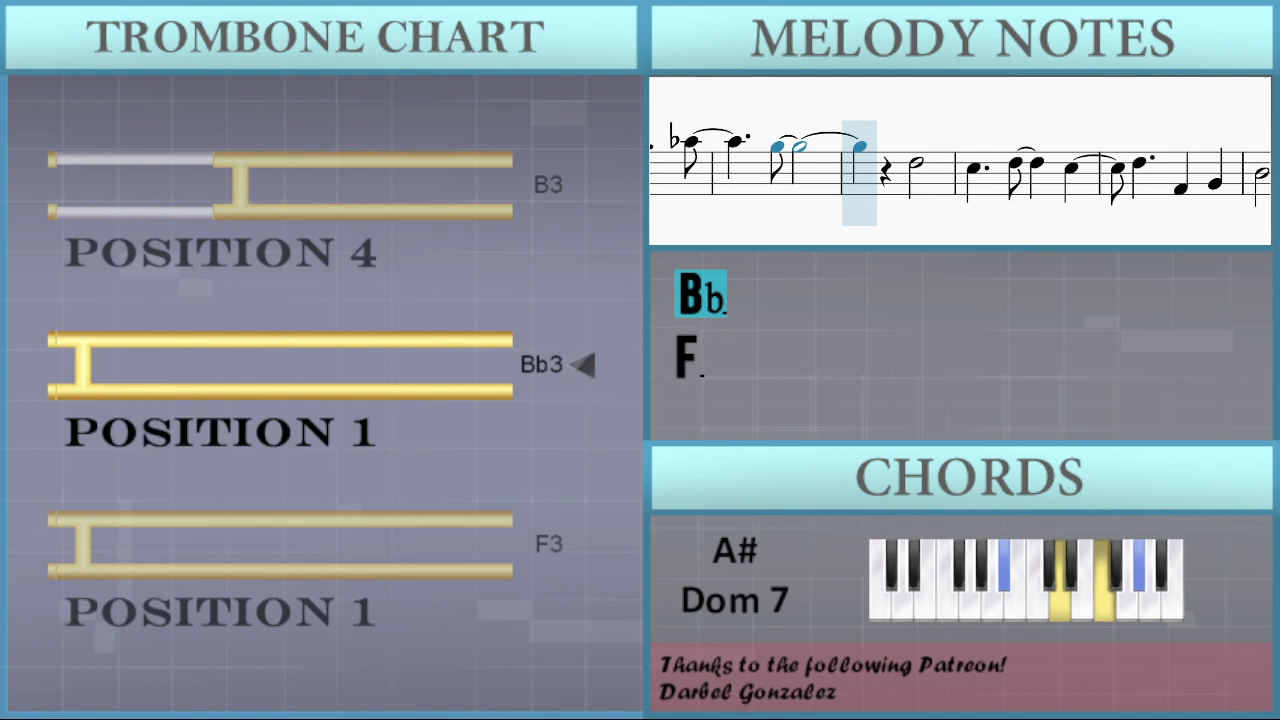 TROMBONE CHART
B3
POSITION 4
Bb3
POSITION 1
F3
POSITION 1
MELODY NOTES
Bb.
F.
CHORDS
A#
Dom 7
Thanks to the following Patreon!
Darbel Gonzalez